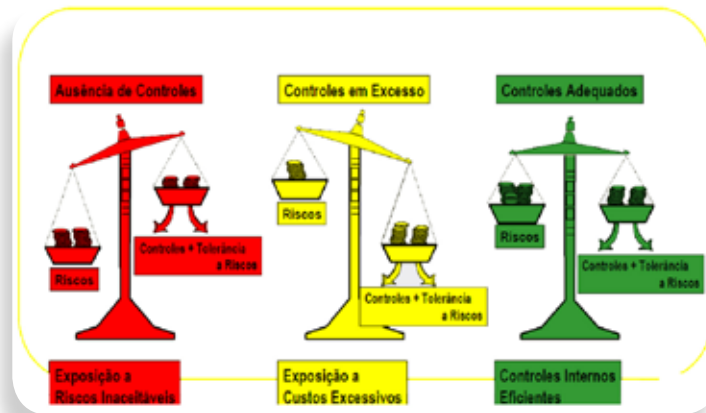 Ausência de Controles
Controles em Excesso
Controles Adequados
Riscos
Controles + Tolerância
a Riscos
Riscos
Controles + Tolerância
a Riscos
Riscos
Controles + Tolerância
a Riscos
Exposição a
Riscos Inaceitáveis
Exposição a
Custos Excessivos
Controles Internos
Eficientes